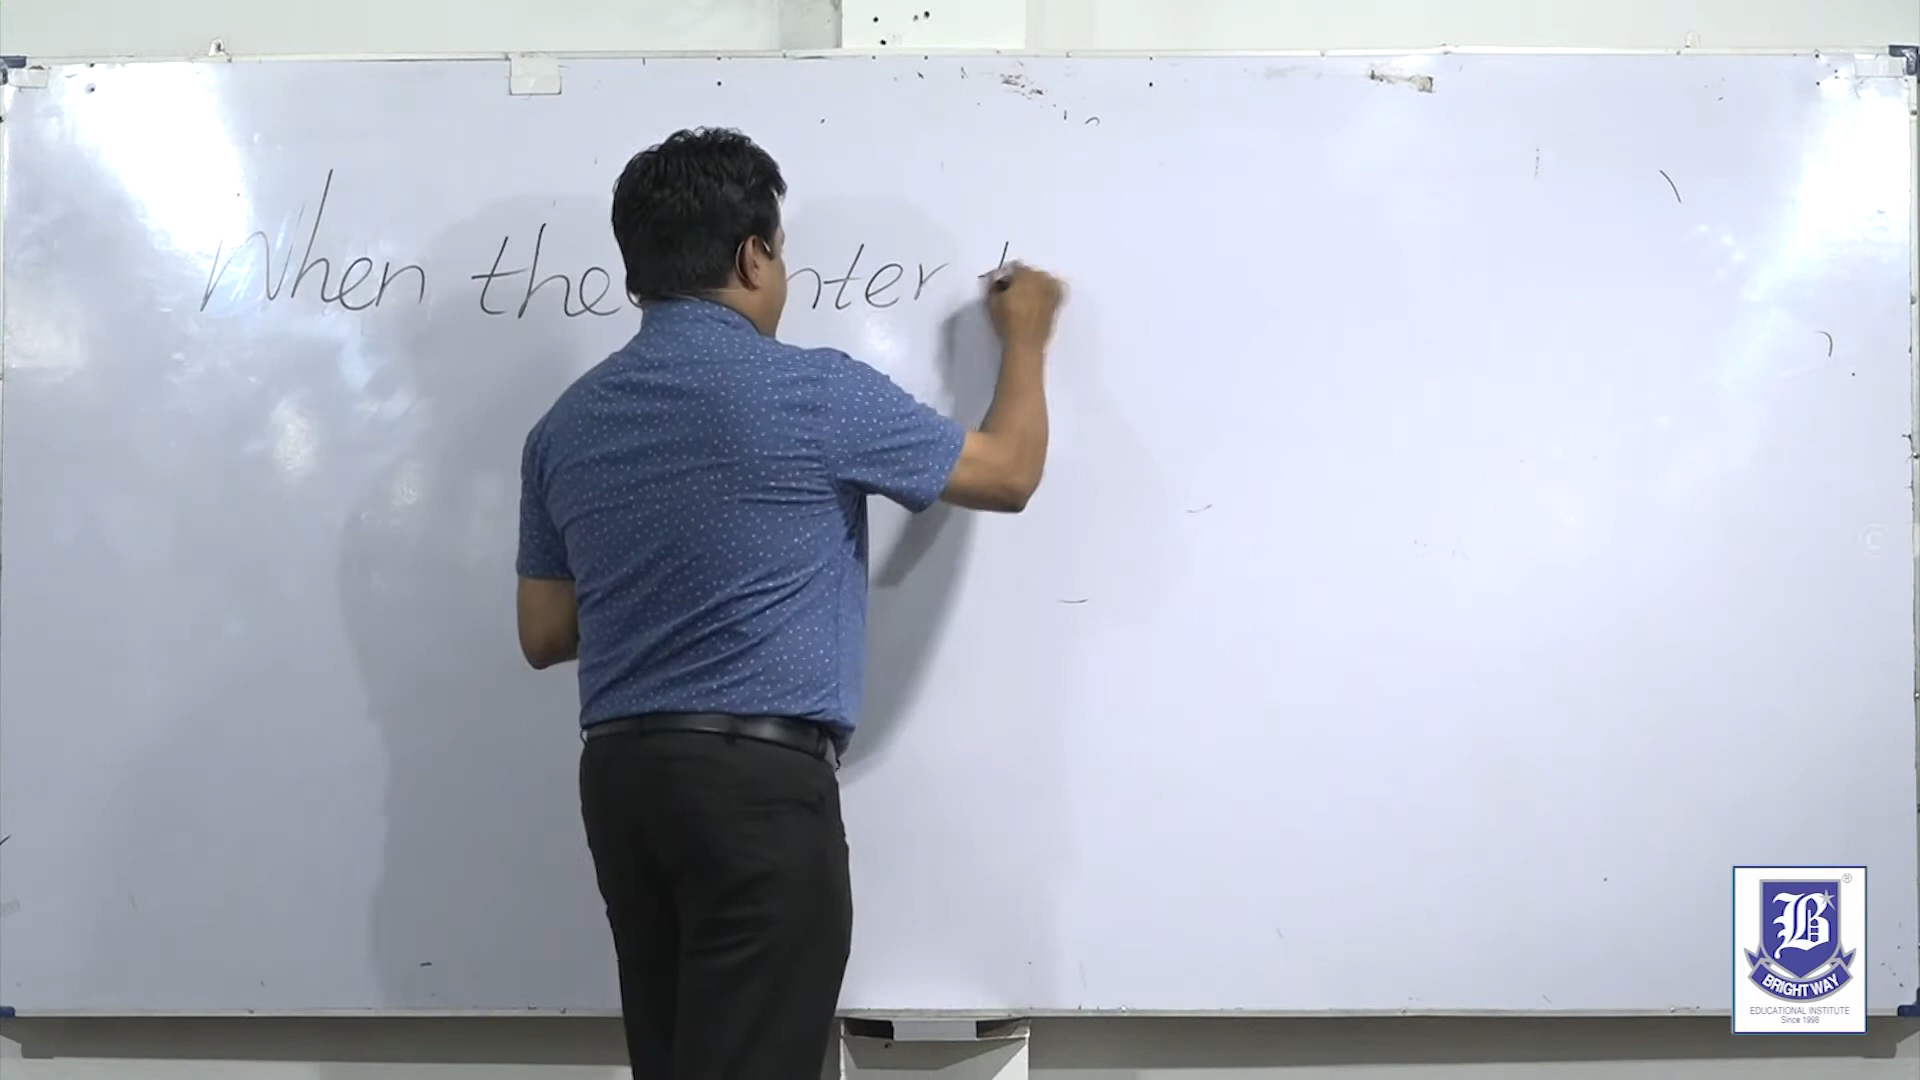 When the nter t
B
®
BRIGHT WAY
EDUCATIONAL INSTITUTE
Since 1998